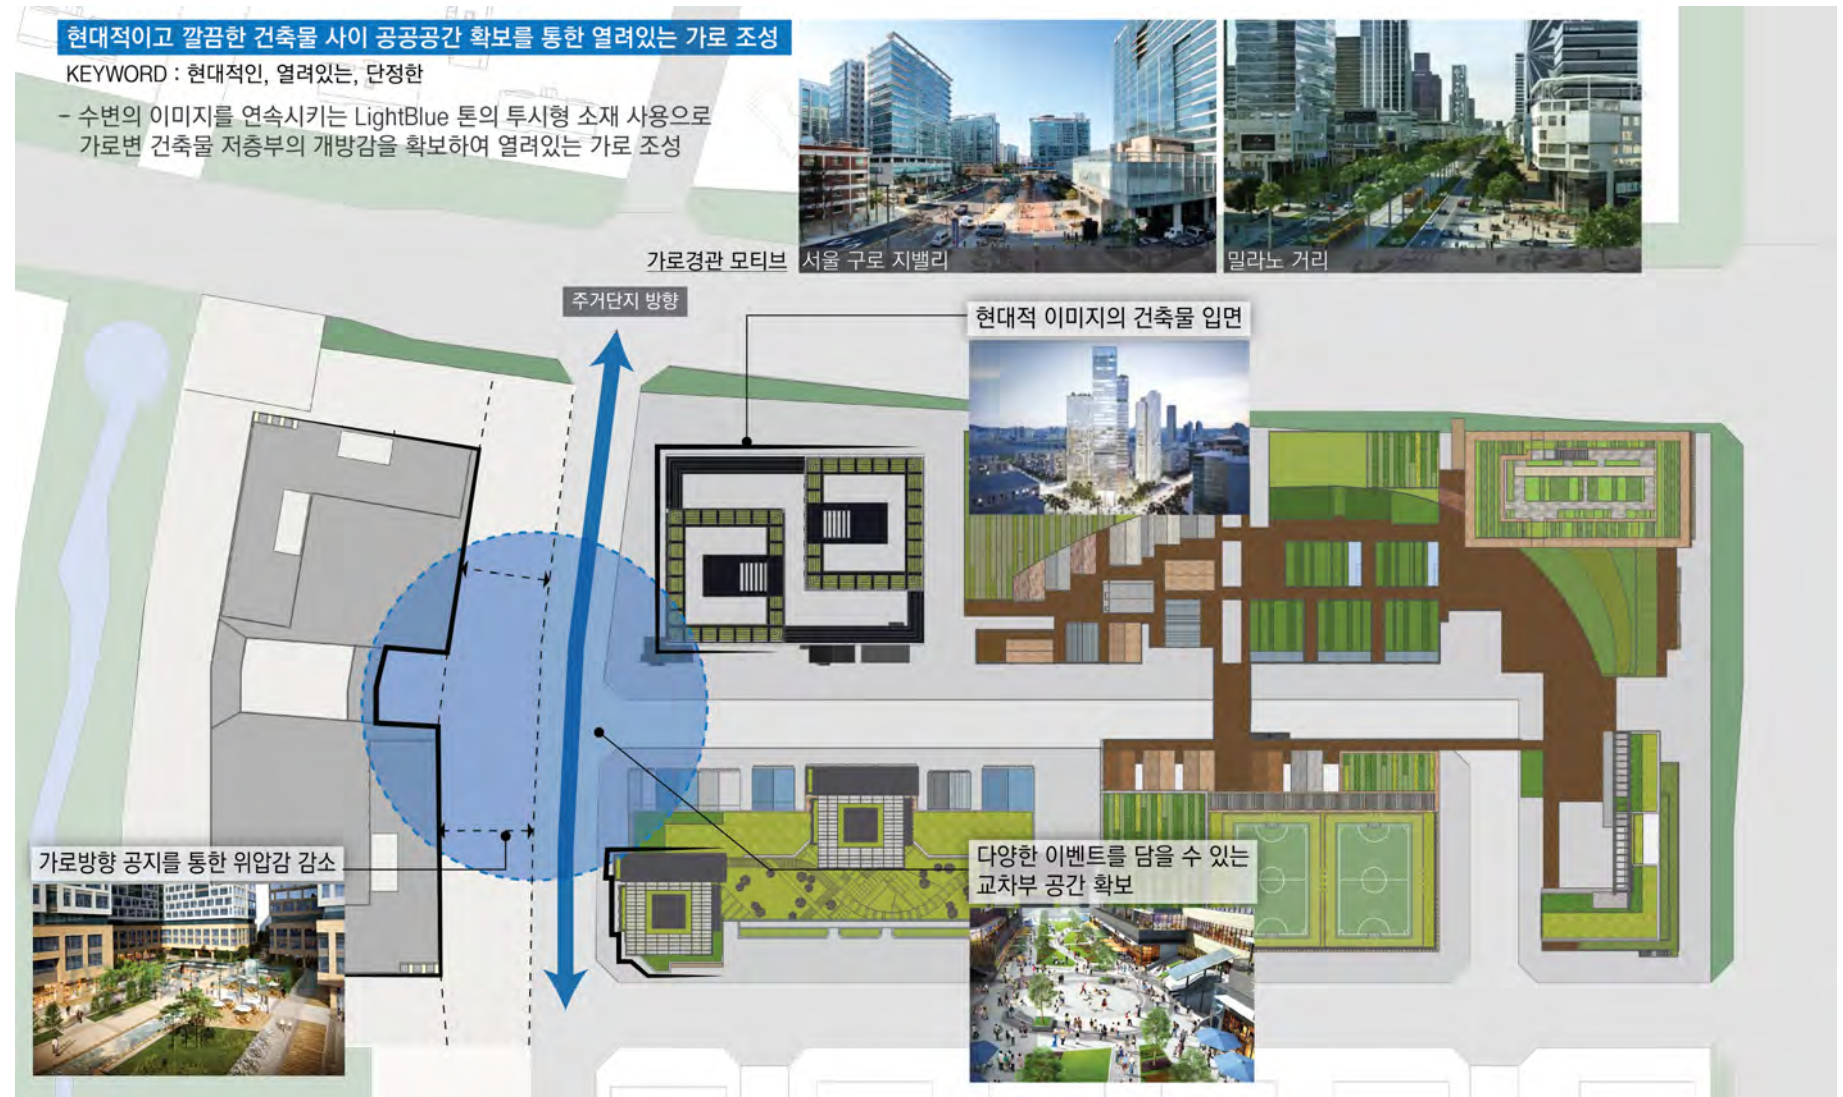 현대적이고 깔끔한 건축물 사이 공공공간 확보를 통한 열려있는 가로 조성
KEYWORD : 현대적인, 열려있는, 단정한
- 수변의 이미지를 연속시키는 LightBlue 톤의 투시형 소재 사용으로
가로변 건축물 저층부의 개방감을 확보하여 열려있는 가로 조성
가로경관 모티브
서울 구로 지밸리
밀라노 거리
주거단지 방향
현대적 이미지의 건축물 입면
가로방향 공지를 통한 위압감 감소
다양한 이벤트를 담을 수 있는
교차부 공간 확보